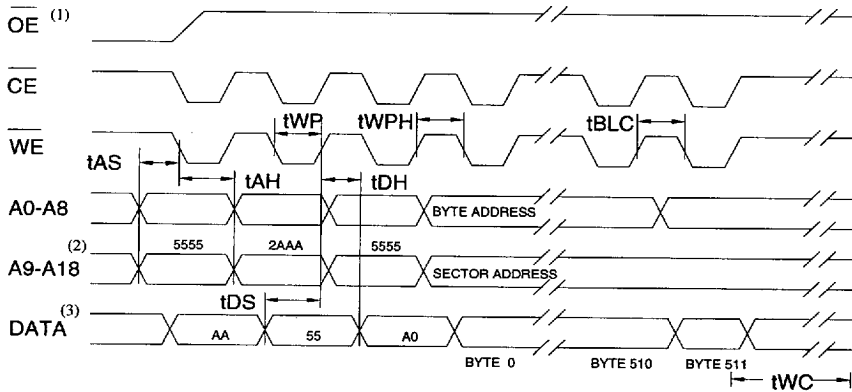 OE (1)
CE
WE
tWP
tWPH
tBLC
tAS
tAH
tDH
A0-A8
BYTE ADDRESS
5555
2AAA
5555
A9-A18 (2)
SECTOR ADDRESS
tDS
DATA (3)
AA
55
A0
BYTE 0
BYTE 510
BYTE 511
tWC